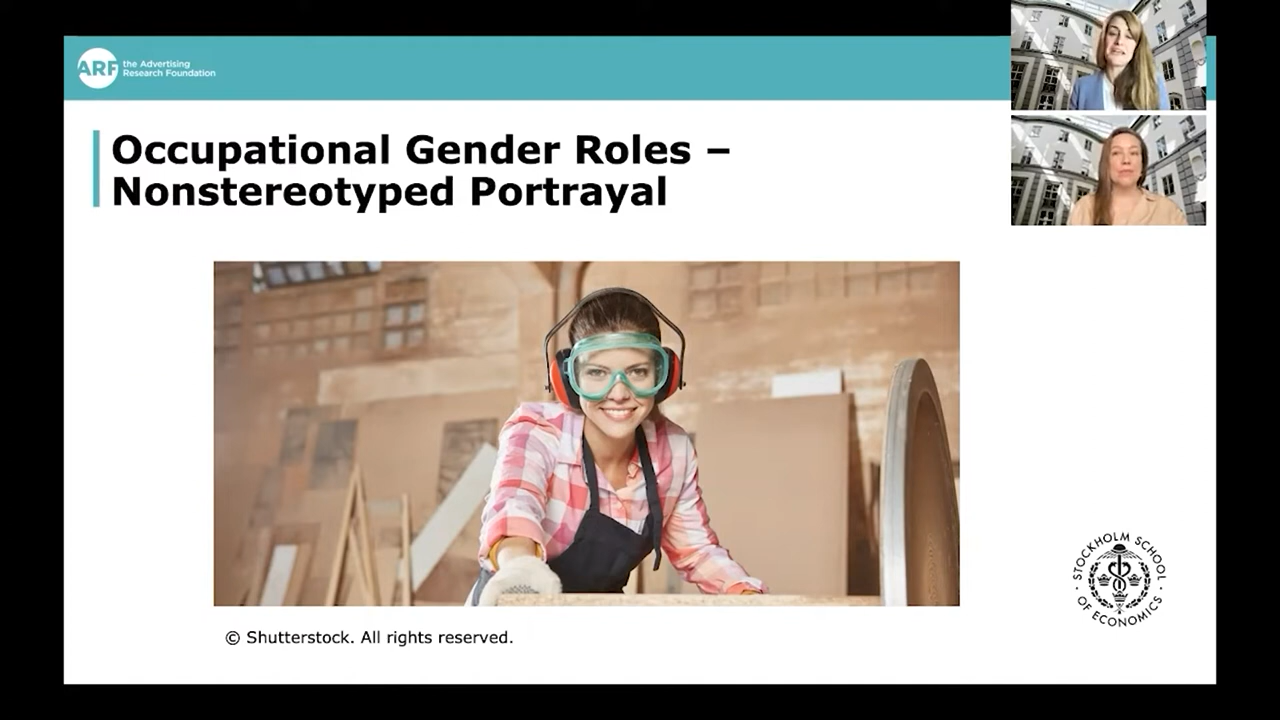 ARF the Advertising
Research Foundation
Occupational Gender Roles –
Nonstereotyped Portrayal
© Shutterstock. All rights reserved.
STOCKHOLM SCHOOL
OF ECONOMICS